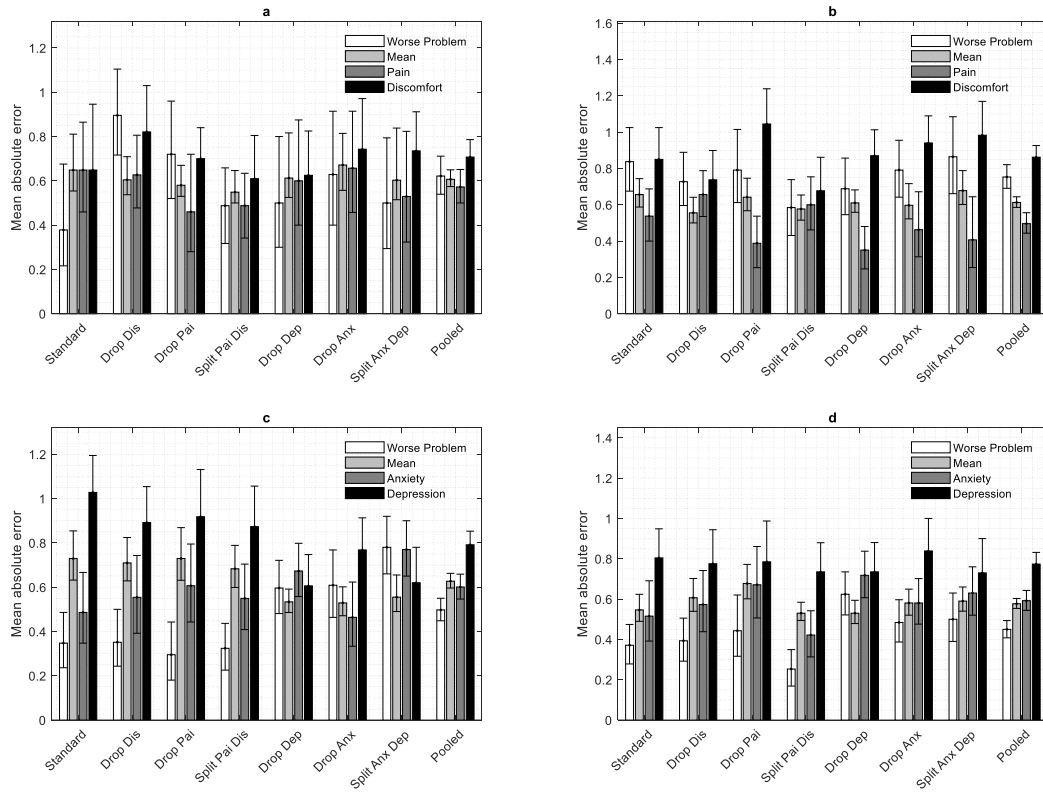 a
Mean absolute error
1.2
1
0.8
0.6
0.4
0.2
0
Worse Problem
Mean
Pain
Discomfort
Standard
Drop Dis
Drop Pai
Split Pai Dis
Drop Dep
Drop Anx
Split Anx Dep
Pooled
b
Mean absolute error
1.6
1.4
1.2
1
0.8
0.6
0.4
0.2
0
Worse Problem
Mean
Pain
Discomfort
Standard
Drop Dis
Drop Pai
Split Pai Dis
Drop Dep
Drop Anx
Split Anx Dep
Pooled
c
Mean absolute error
1.2
1
0.8
0.6
0.4
0.2
0
Worse Problem
Mean
Anxiety
Depression
Standard
Drop Dis
Drop Pai
Split Pai Dis
Drop Dep
Drop Anx
Split Anx Dep
Pooled
d
Mean absolute error
1.4
1.2
1
0.8
0.6
0.4
0.2
0
Worse Problem
Mean
Anxiety
Depression
Standard
Drop Dis
Drop Pai
Split Pai Dis
Drop Dep
Drop Anx
Split Anx Dep
Pooled